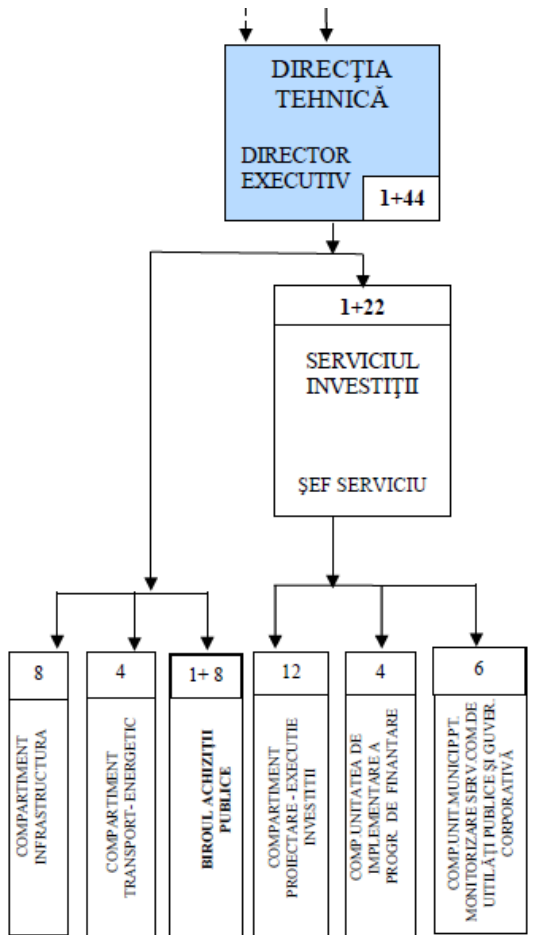 DIRECŢIA
TEHNICĂ
DIRECTOR
EXECUTIV
1+44
1+22
SERVICIUL
INVESTIŢII
ŞEF SERVICIU
8
COMPARTIMENT
INFRASTRUCTURA
4
COMPARTIMENT
TRANSPORT- ENERGETIC
1+ 8
BIROUL ACHIZIŢII
PUBLICE
12
COMPARTIMENT
PROIECTARE - EXECUTIE
INVESTITII
4
COMP.UNITATEA DE
IMPLEMENTARE A
PROGR. DE FINANTARE
6
COMP.UNIT.MUNICIP.PT.
MONITORIZARE SERV.COM.DE
UITILĂŢI PUBLICE ŞI GUVER.
CORPORATIVĂ